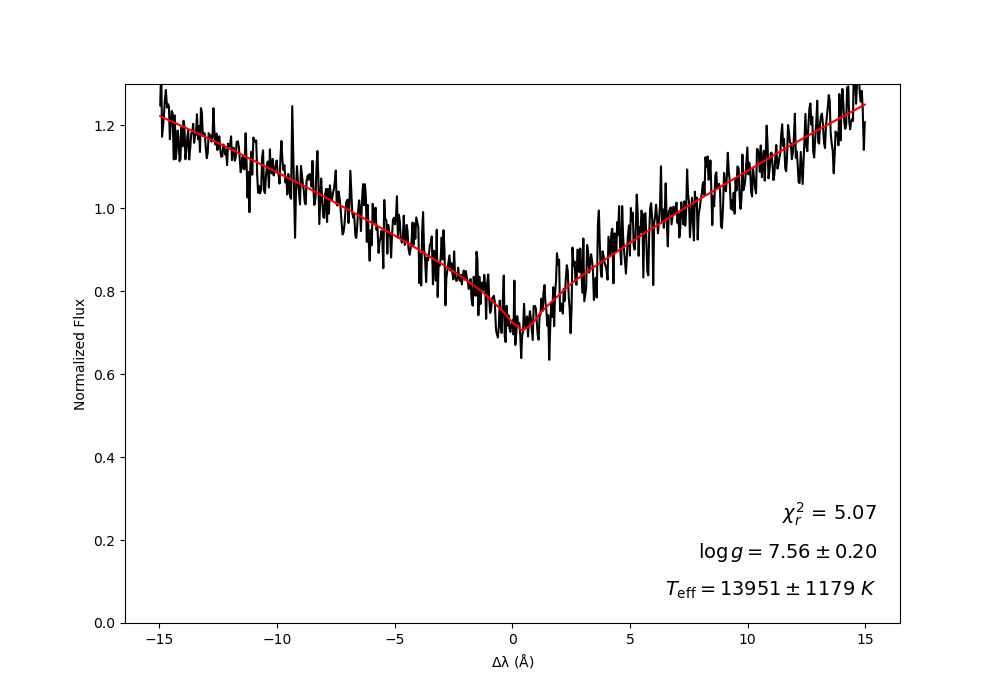 1.2
1.0
0.8
0.6
0.4
0.2
0.0
Normalized Flux
χ²ᵣ = 5.07
log g = 7.56 ± 0.20
T_eff = 13951 ± 1179 K
−15 −10 −5 0 5 10 15
Δλ (Å)